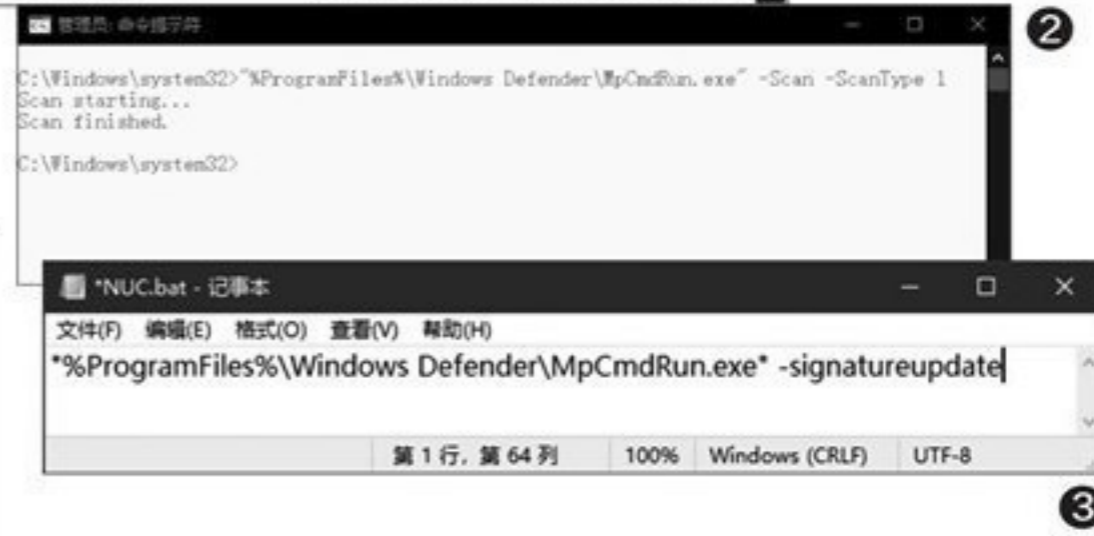 管理员: 命令提示符
②
C:\Windows\system32>"%ProgramFiles%\Windows Defender\MpCmdRun.exe" -Scan -ScanType 1
Scan starting...
Scan finished.
C:\Windows\system32>
*NUC.bat - 记事本
文件(F) 编辑(E) 格式(O) 查看(V) 帮助(H)
"%ProgramFiles%\Windows Defender\MpCmdRun.exe" -signatureupdate
第 1 行, 第 64 列 100% Windows (CRLF) UTF-8
③